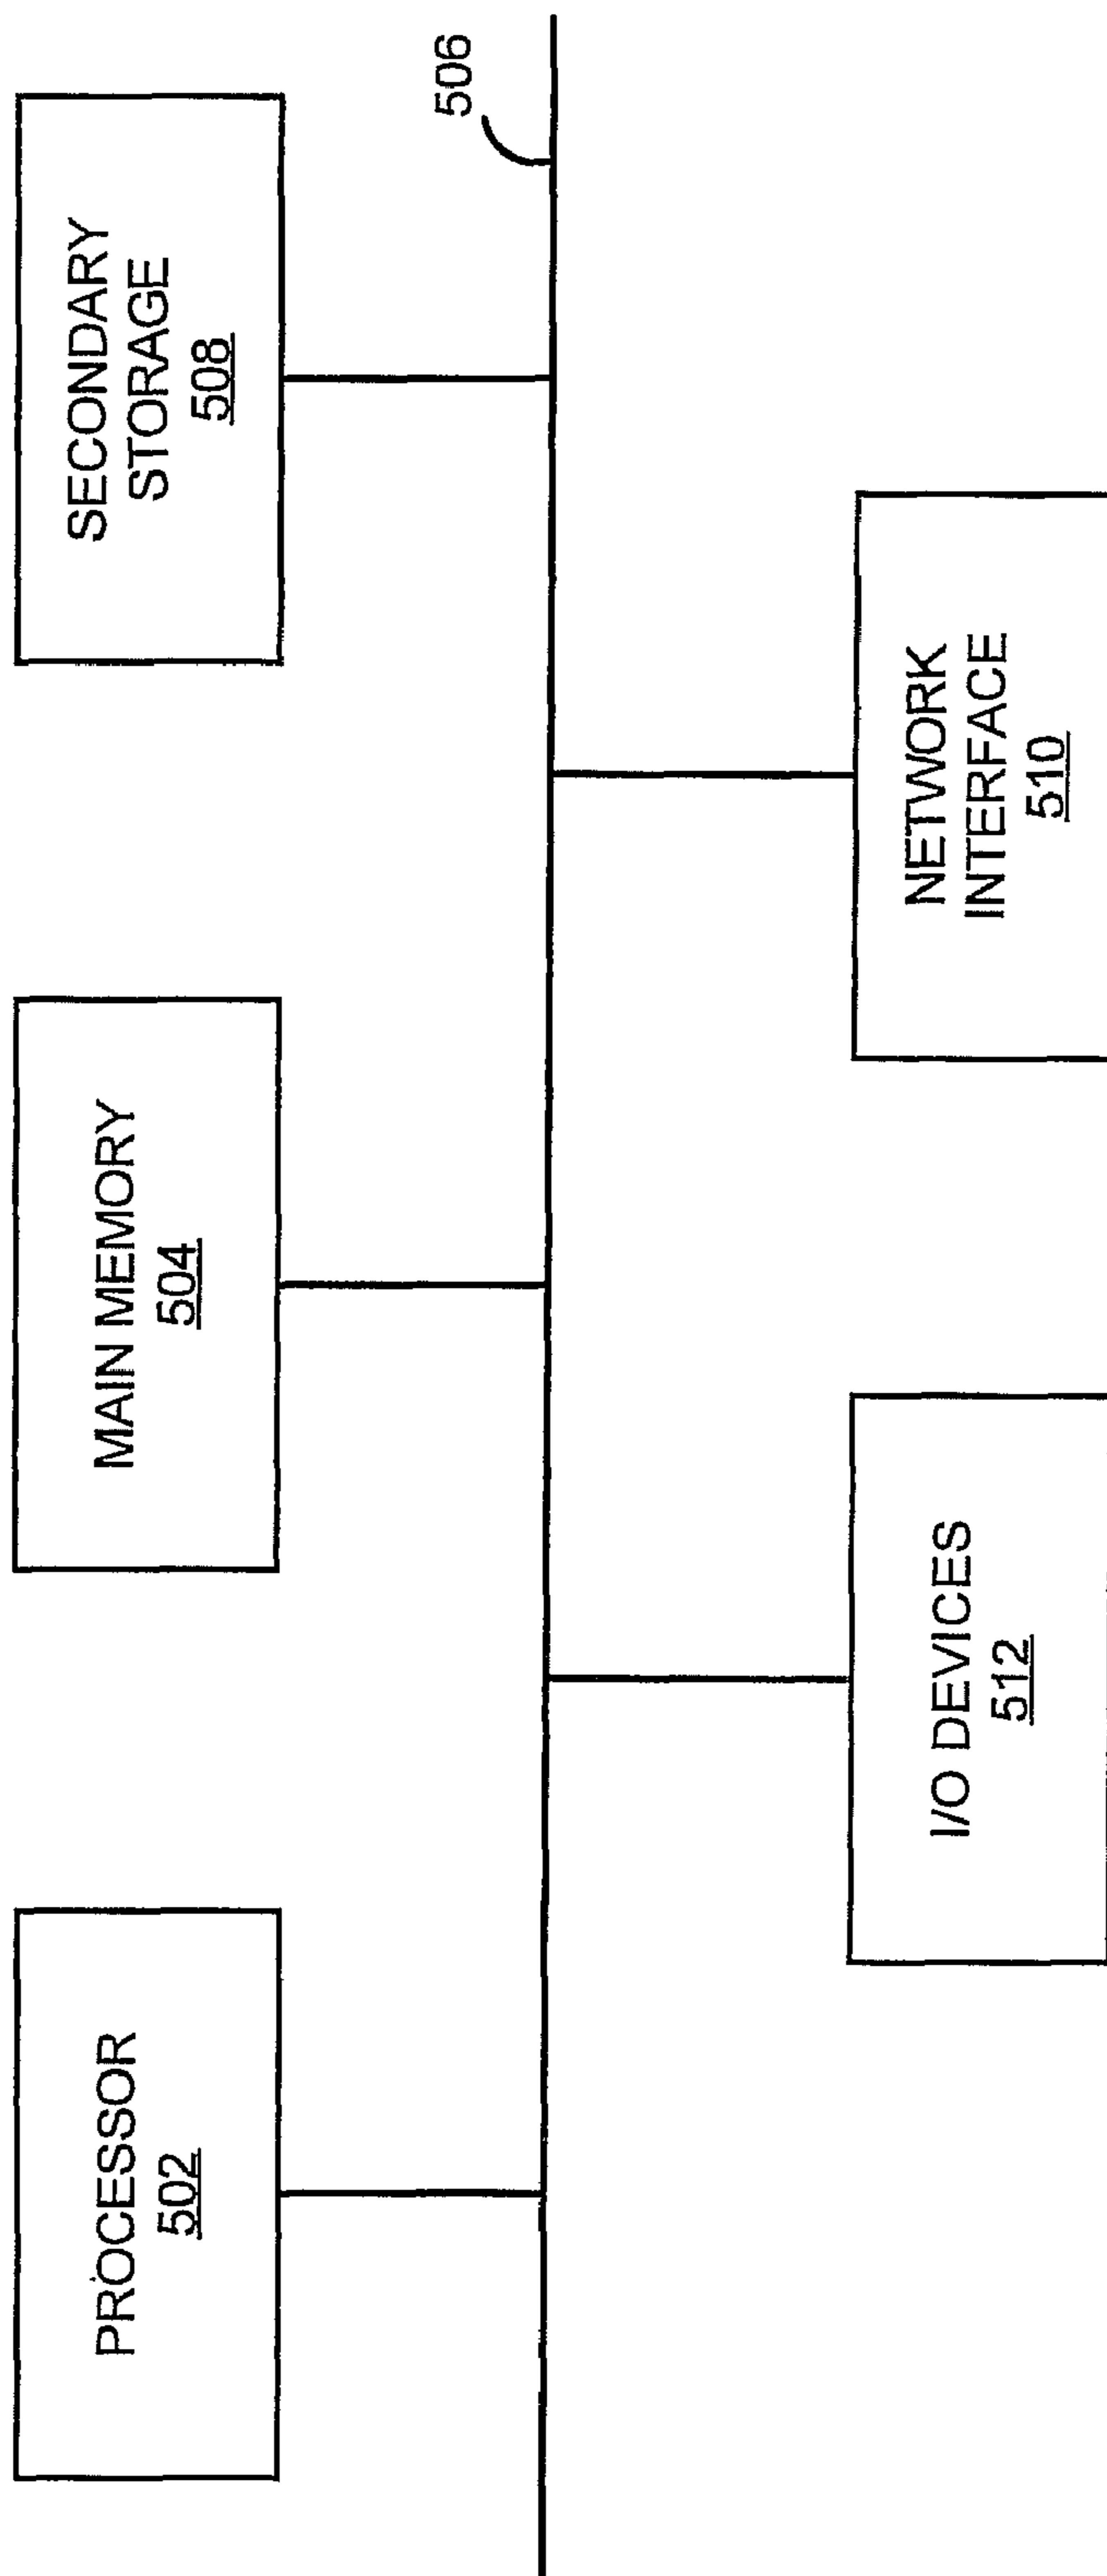 PROCESSOR
502
MAIN MEMORY
504
SECONDARY
STORAGE
508
506
I/O DEVICES
512
NETWORK
INTERFACE
510